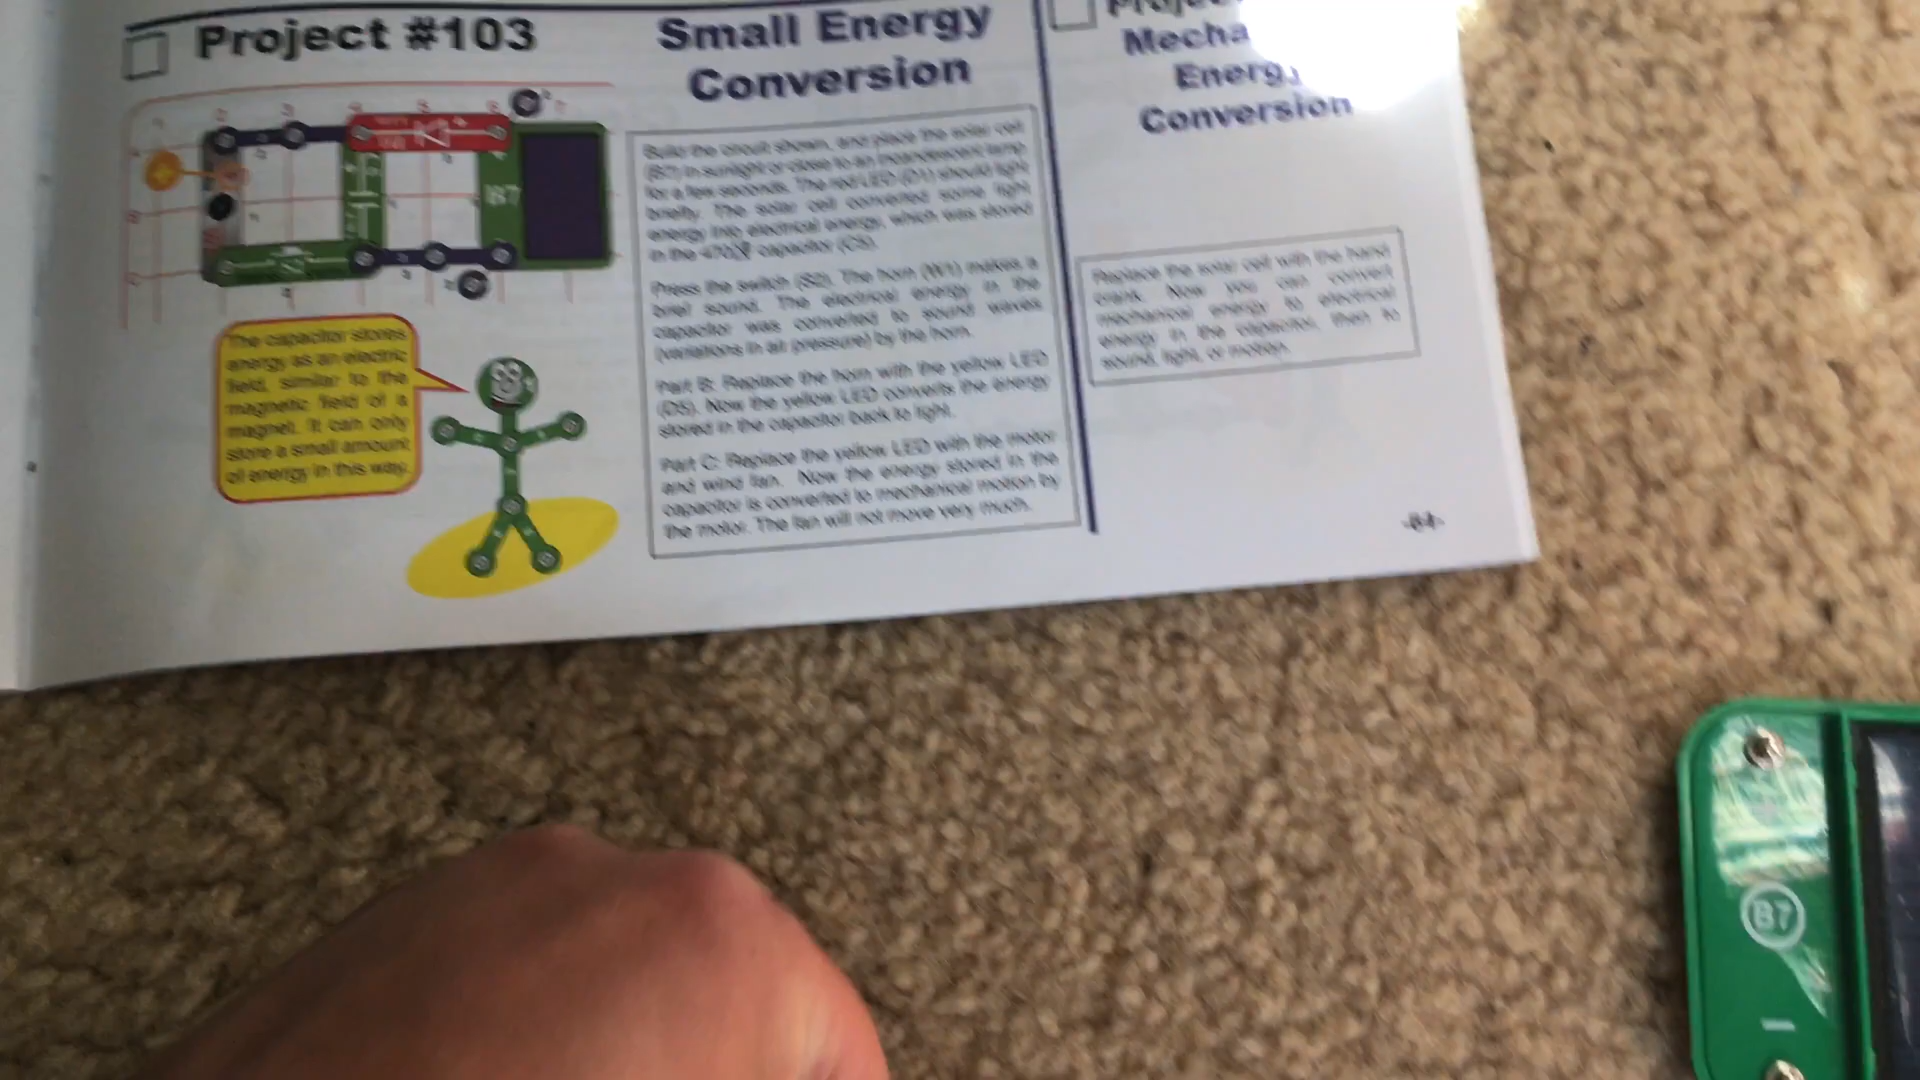 Project #103
Small Energy
Conversion
Build the circuit shown, and place the solar cell
(B7) in sunlight or close to an incandescent lamp
for a few seconds. The red LED (D1) should light
briefly. The solar cell converted some light
energy into electrical energy, which was stored
in the capacitor (C5).
Press the switch (S2). The horn (W1) makes a
brief sound. The electrical energy in the
capacitor was converted to sound waves
(variations in air pressure) by the horn.
Part B: Replace the horn with the yellow LED
(D5). Now the yellow LED converts the energy
stored in the capacitor back to light.
Part C: Replace the yellow LED with the motor
and wind fan. Now the energy stored in the
capacitor is converted to mechanical motion by
the motor. The fan will not move very much.
B7
The capacitor stores
energy as an electric
field, similar to the
magnetic field of a
magnet. It can only
store a small amount
of energy in this way.
Mecha
Energy
Conversion
Replace the solar cell with the hand
crank. Now you can convert
mechanical energy to electrical
energy in the capacitor, then to
sound, light, or motion.
-64-
B7